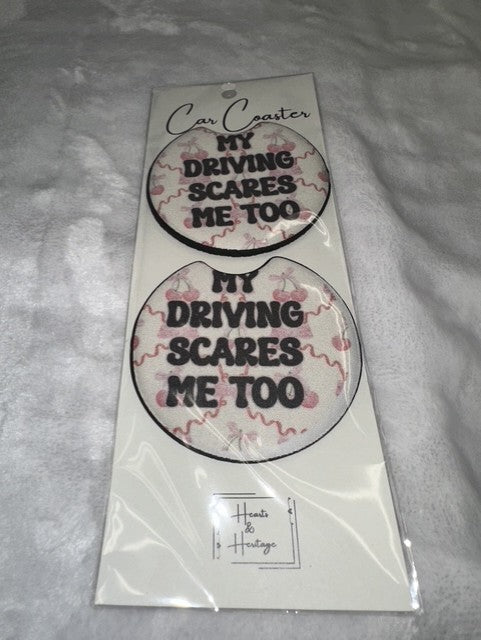 Car Coaster
MY
DRIVING
SCARES
ME TOO
MY
DRIVING
SCARES
ME TOO
Hearts
&
Heritage